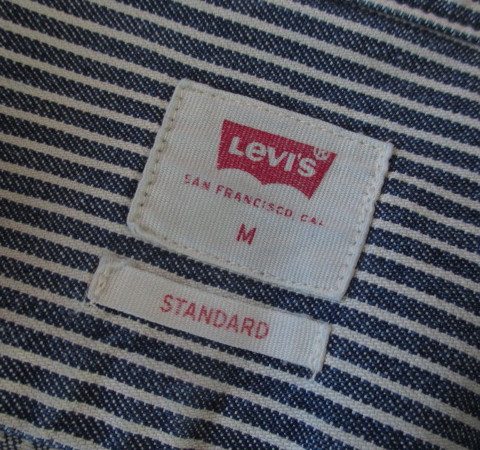 Levi's®
SAN FRANCISCO CAL
M
STANDARD